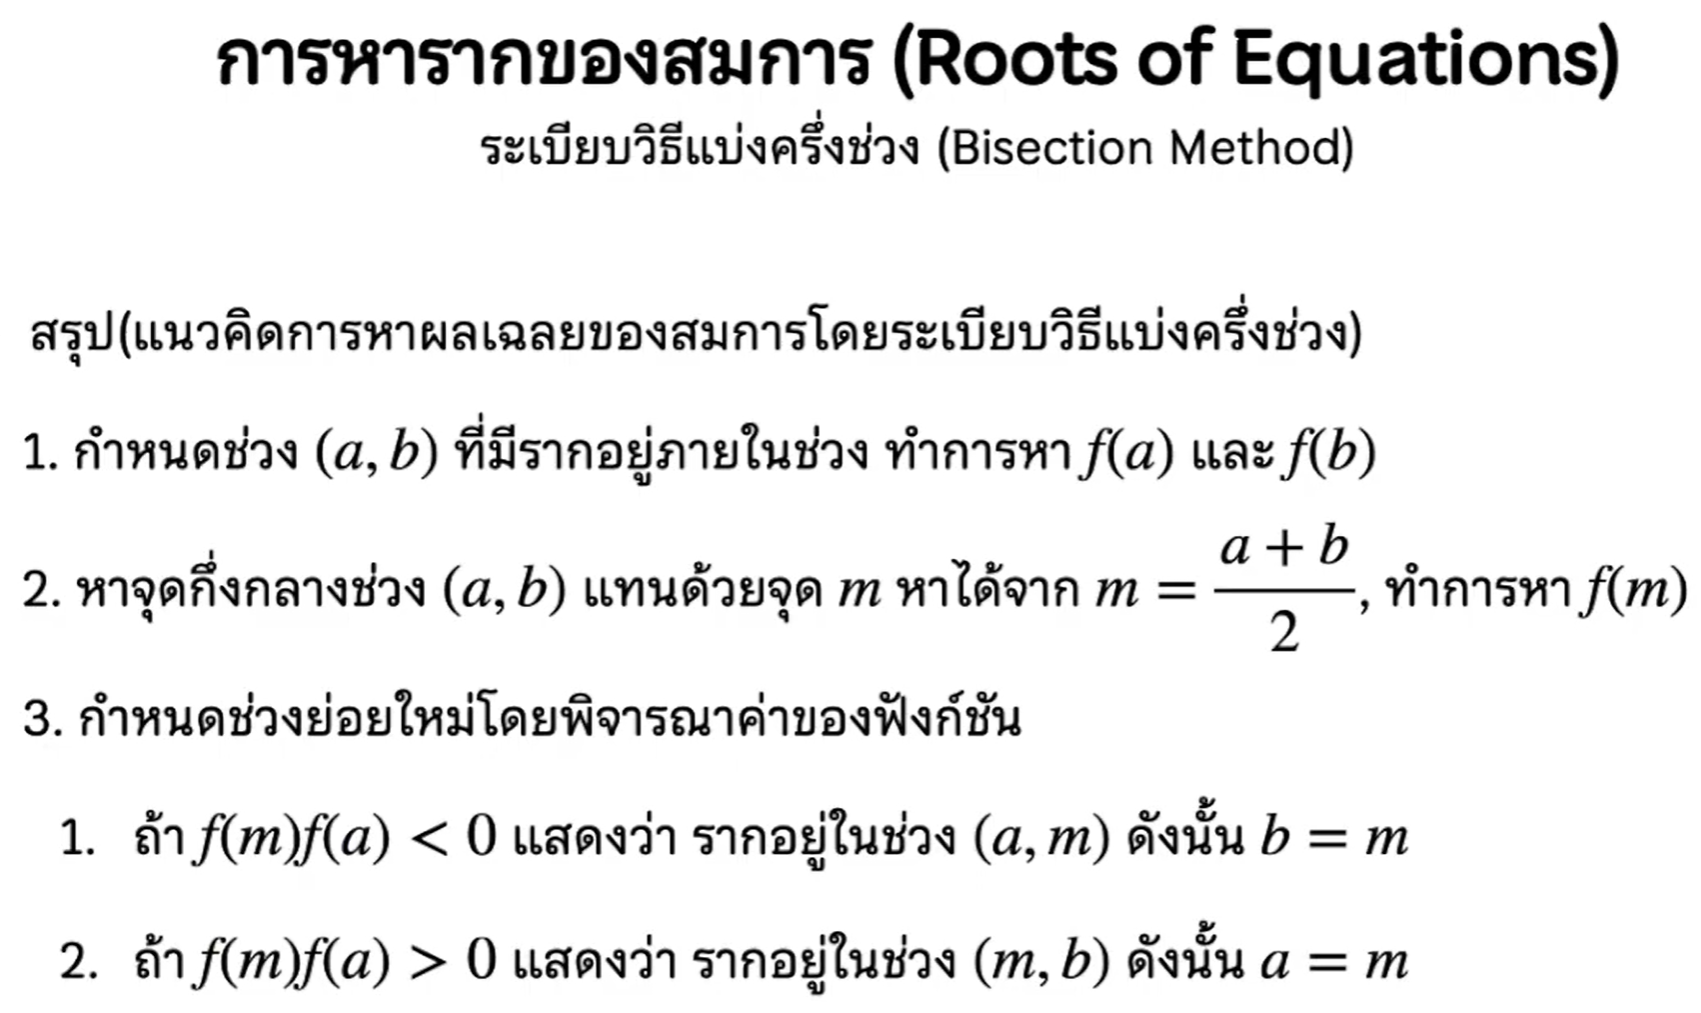 การหารากของสมการ (Roots of Equations)
ระเบียบวิธีแบ่งครึ่งช่วง (Bisection Method)
สรุป(แนวคิดการหาผลเฉลยของสมการโดยระเบียบวิธีแบ่งครึ่งช่วง)
1. กำหนดช่วง (a, b) ที่มีรากอยู่ภายในช่วง ทำการหา f(a) และ f(b)
2. หาจุดกึ่งกลางช่วง (a, b) แทนด้วยจุด m หาได้จาก m = \frac{a + b}{2}, ทำการหา f(m)
3. กำหนดช่วงย่อยใหม่โดยพิจารณาค่าของฟังก์ชัน
1. ถ้า f(m)f(a) < 0 แสดงว่า รากอยู่ในช่วง (a, m) ดังนั้น b = m
2. ถ้า f(m)f(a) > 0 แสดงว่า รากอยู่ในช่วง (m, b) ดังนั้น a = m